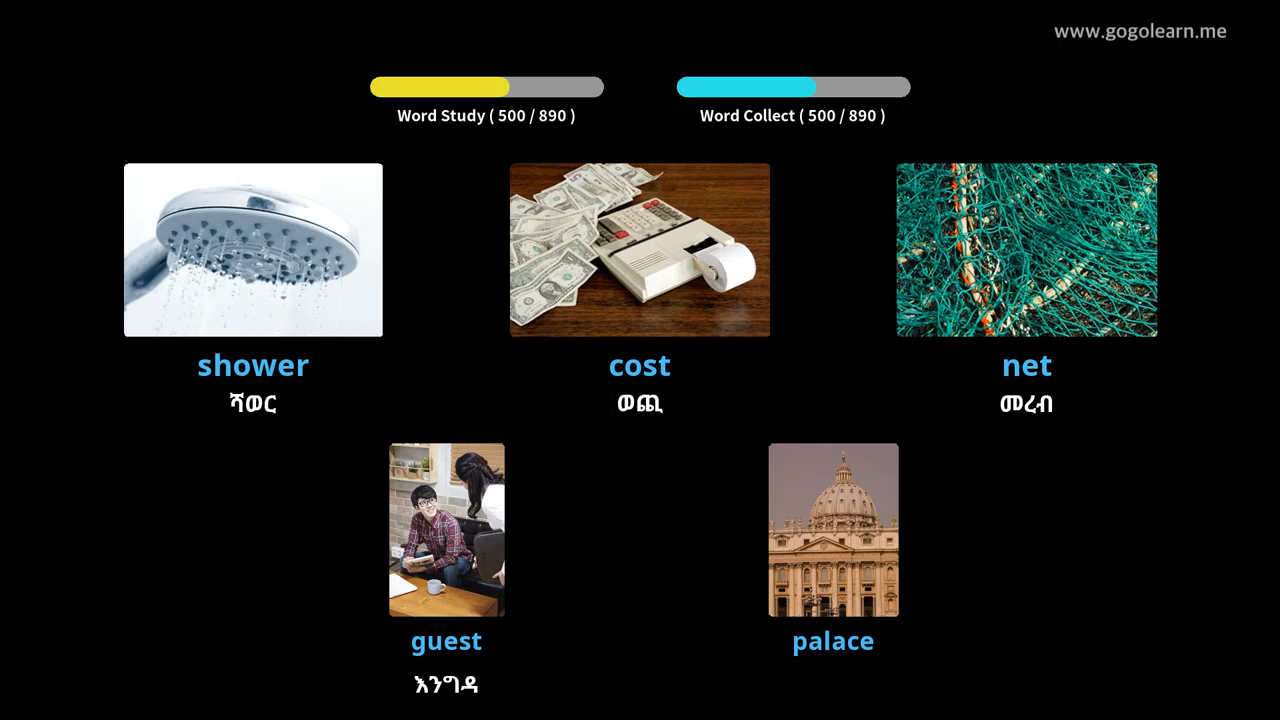 www.gogolearn.me
Word Study ( 500 / 890 )
Word Collect ( 500 / 890 )
shower
ሻወር
cost
ወጪ
net
መረብ
guest
እንግዳ
palace